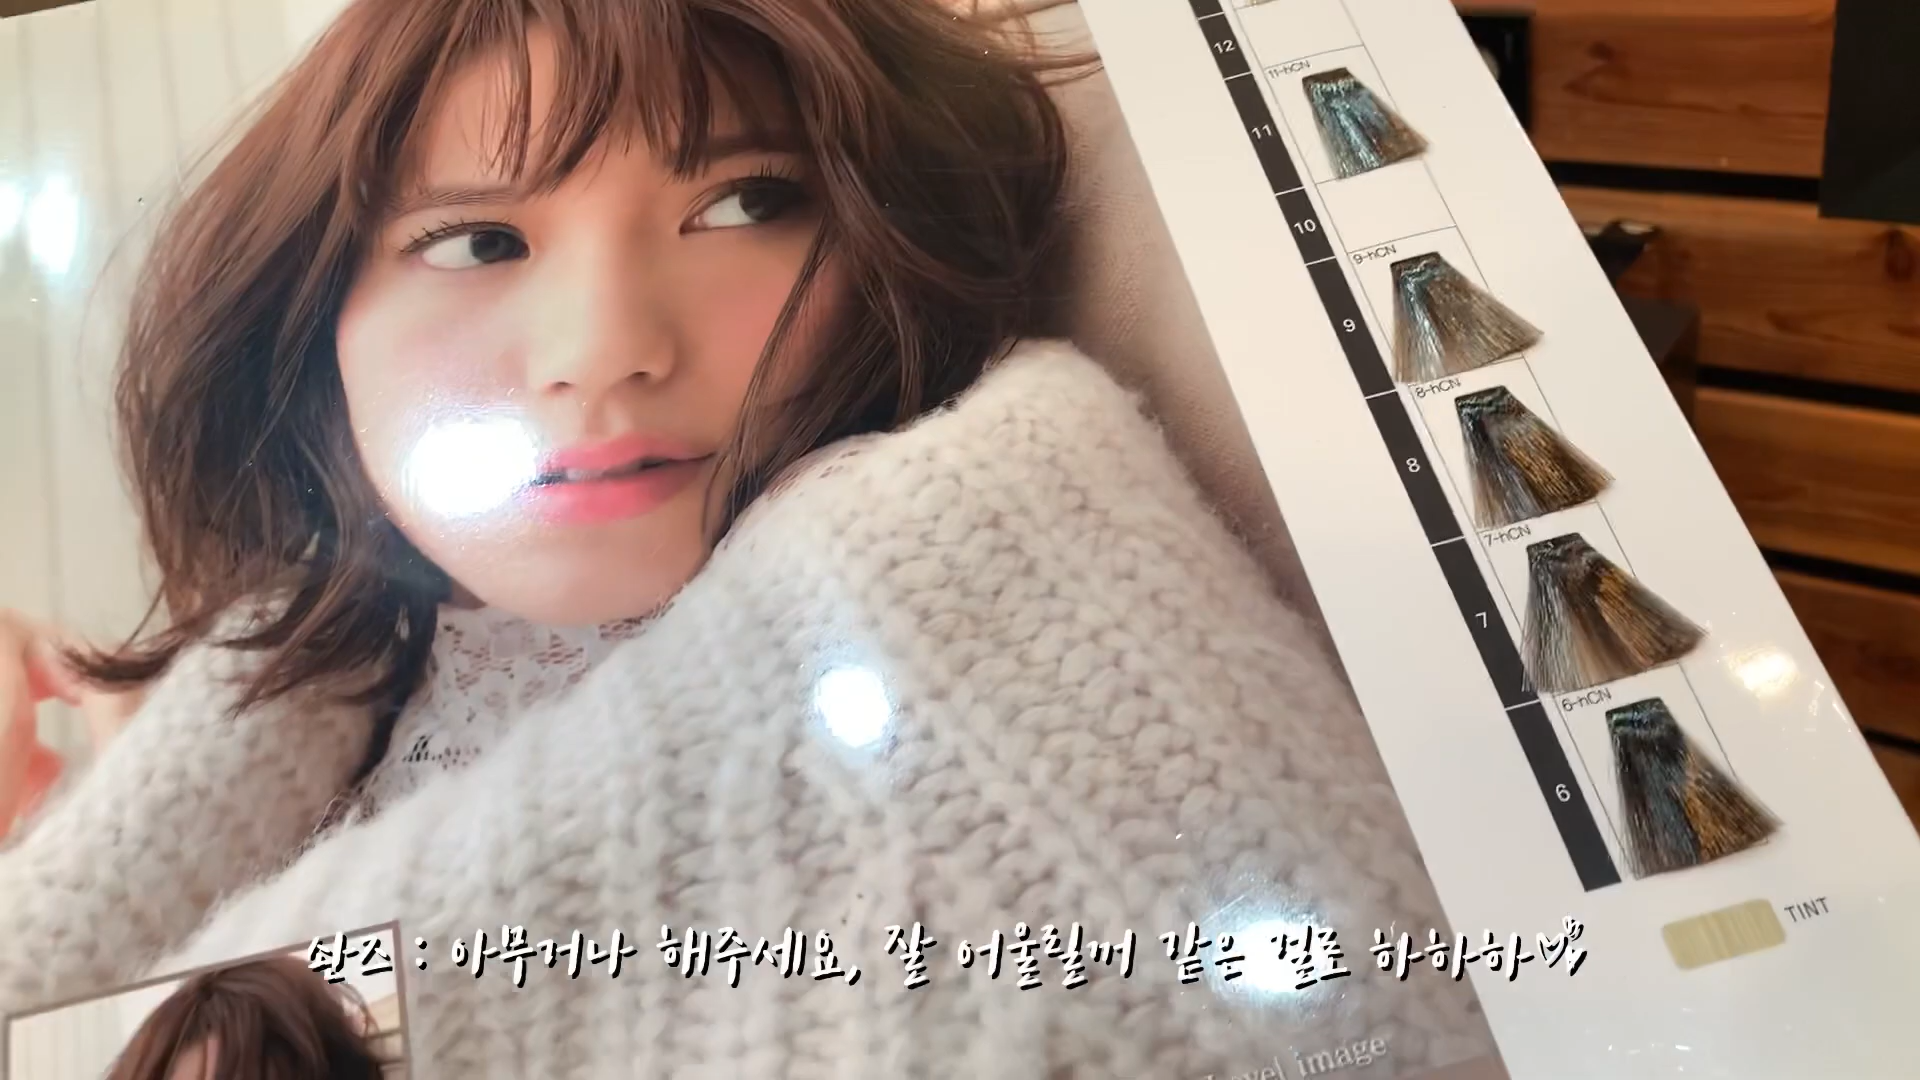 12
11-hCN
11
10
9-hCN
9
8-hCN
8
7-hCN
7
6-hCN
6
TINT
산즈 : 아무거나 해주세요, 잘 어울릴꺼 같은 걸로 하하하
image